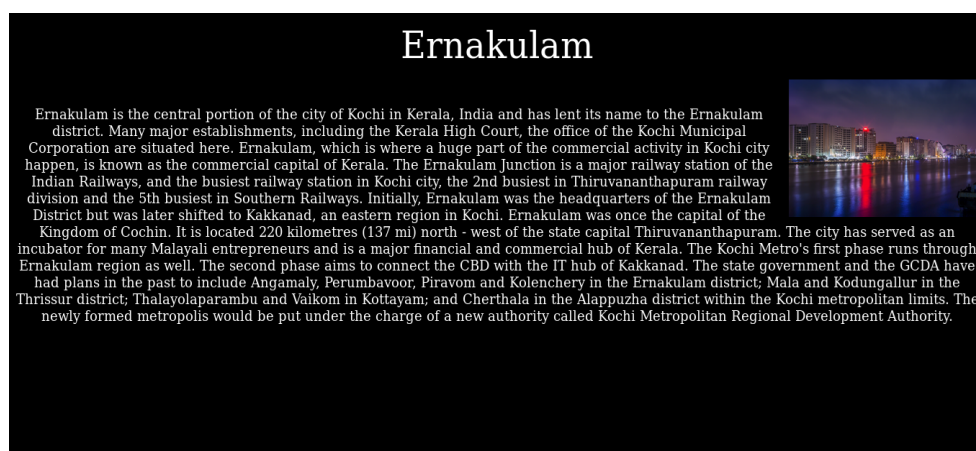 Ernakulam
Ernakulam is the central portion of the city of Kochi in Kerala, India and has lent its name to the Ernakulam
district. Many major establishments, including the Kerala High Court, the office of the Kochi Municipal
Corporation are situated here. Ernakulam, which is where a huge part of the commercial activity in Kochi city
happen, is known as the commercial capital of Kerala. The Ernakulam Junction is a major railway station of the
Indian Railways, and the busiest railway station in Kochi city, the 2nd busiest in Thiruvananthapuram railway
division and the 5th busiest in Southern Railways. Initially, Ernakulam was the headquarters of the Ernakulam
District but was later shifted to Kakkanad, an eastern region in Kochi. Ernakulam was once the capital of the
Kingdom of Cochin. It is located 220 kilometres (137 mi) north - west of the state capital Thiruvananthapuram. The city has served as an
incubator for many Malayali entrepreneurs and is a major financial and commercial hub of Kerala. The Kochi Metro's first phase runs through
Ernakulam region as well. The second phase aims to connect the CBD with the IT hub of Kakkanad. The state government and the GCDA have
had plans in the past to include Angamaly, Perumbavoor, Piravom and Kolenchery in the Ernakulam district; Mala and Kodungallur in the
Thrissur district; Thalayolaparambu and Vaikom in Kottayam; and Cherthala in the Alappuzha district within the Kochi metropolitan limits. The
newly formed metropolis would be put under the charge of a new authority called Kochi Metropolitan Regional Development Authority.